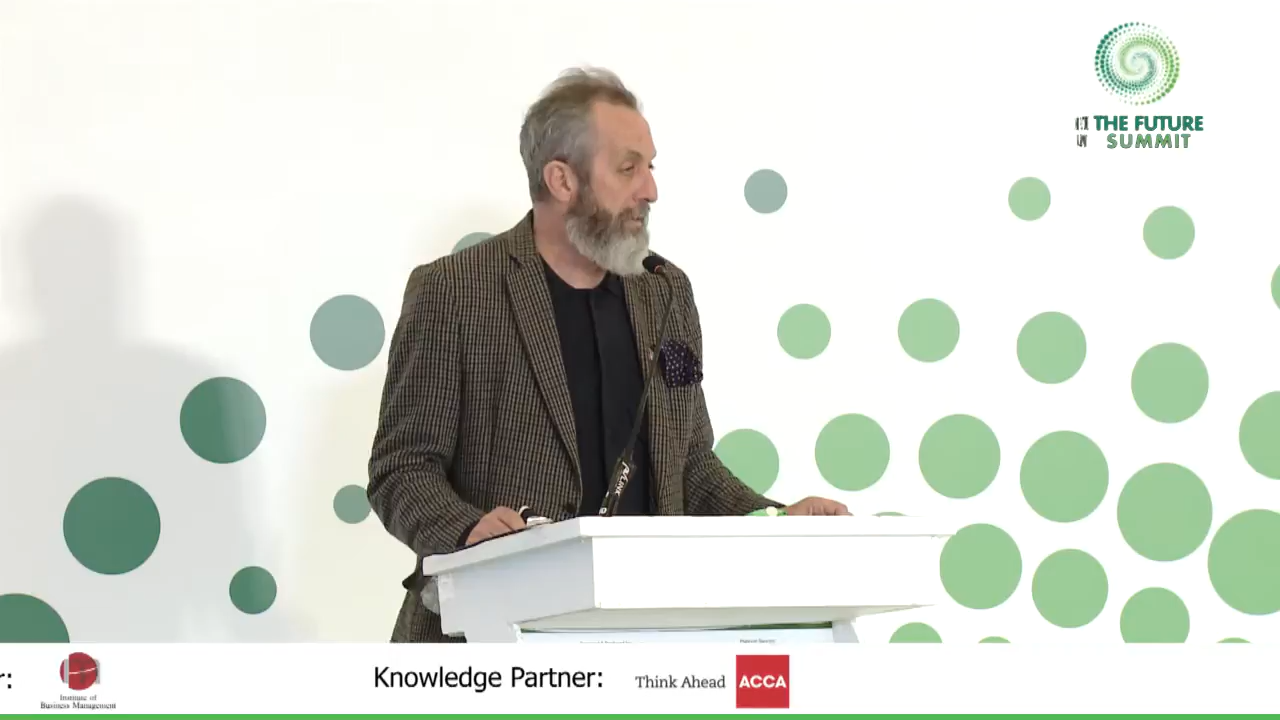 THE FUTURE
SUMMIT
r:
Institute of
Business Management
Knowledge Partner:
Think Ahead
ACCA